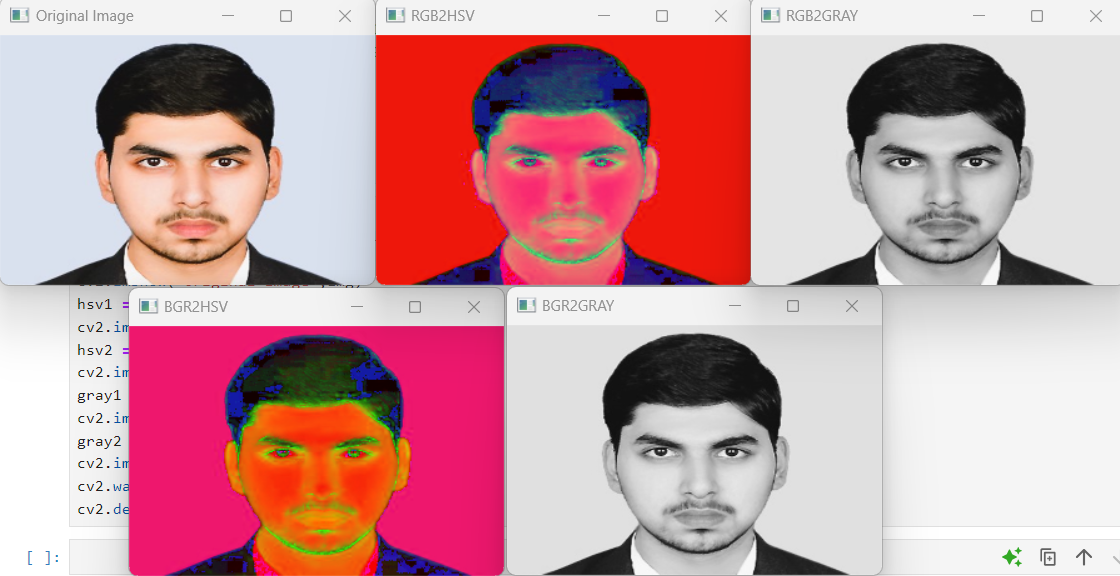 Original Image
RGB2HSV
RGB2GRAY
hsv1 =
cv2.im
hsv2 =
cv2.im
gray1
cv2.im
gray2
cv2.im
cv2.wa
cv2.de
BGR2HSV
BGR2GRAY
[ ]: